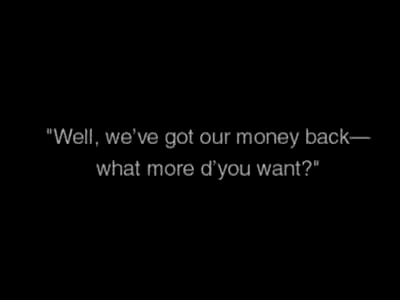 "Well, we’ve got our money back—
what more d’you want?"